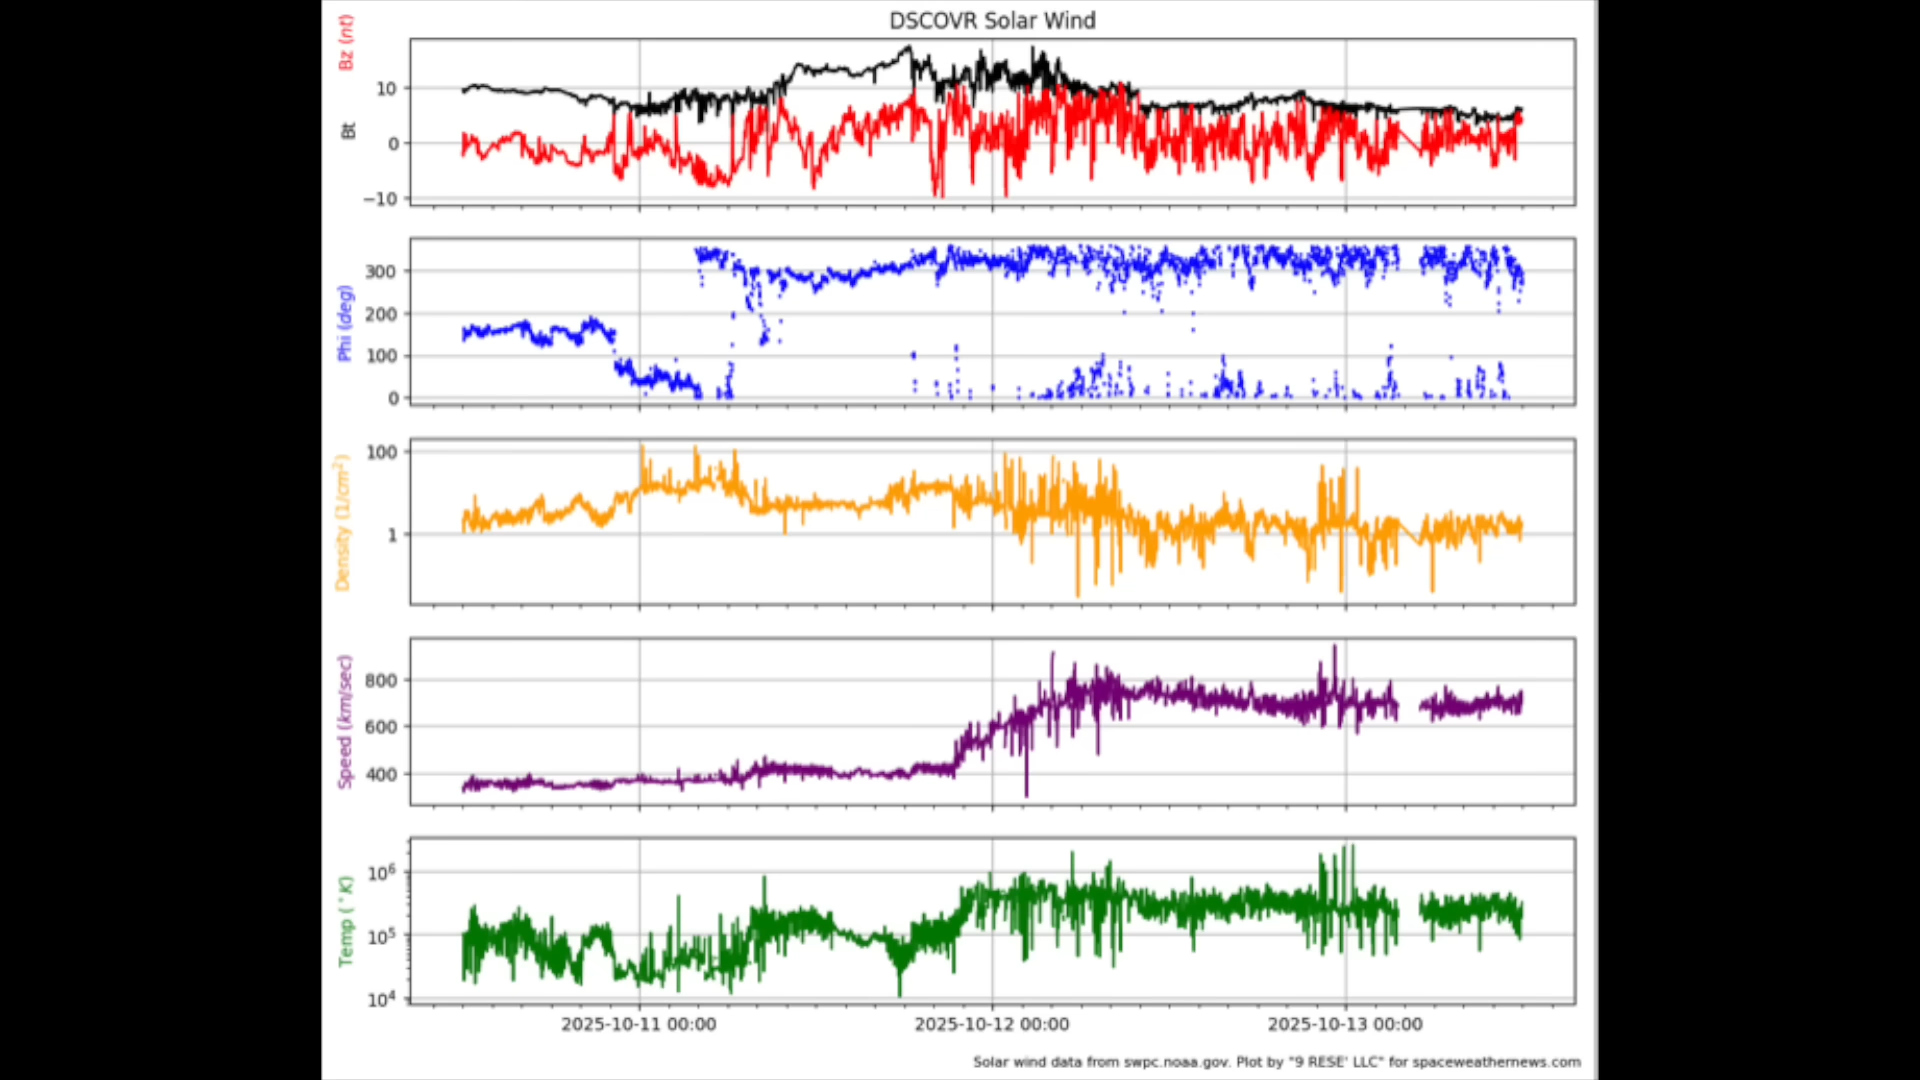 DSCOVR Solar Wind
Bz (nt)
Bt
10
0
−10
Phi (deg)
300
200
100
0
Density (1/cm²)
100
1
Speed (km/sec)
800
600
400
Temp (°K)
10⁶
10⁵
10⁴
2025-10-11 00:00 2025-10-12 00:00 2025-10-13 00:00
Solar wind data from swpc.noaa.gov. Plot by "9 RESE' LLC" for spaceweathernews.com